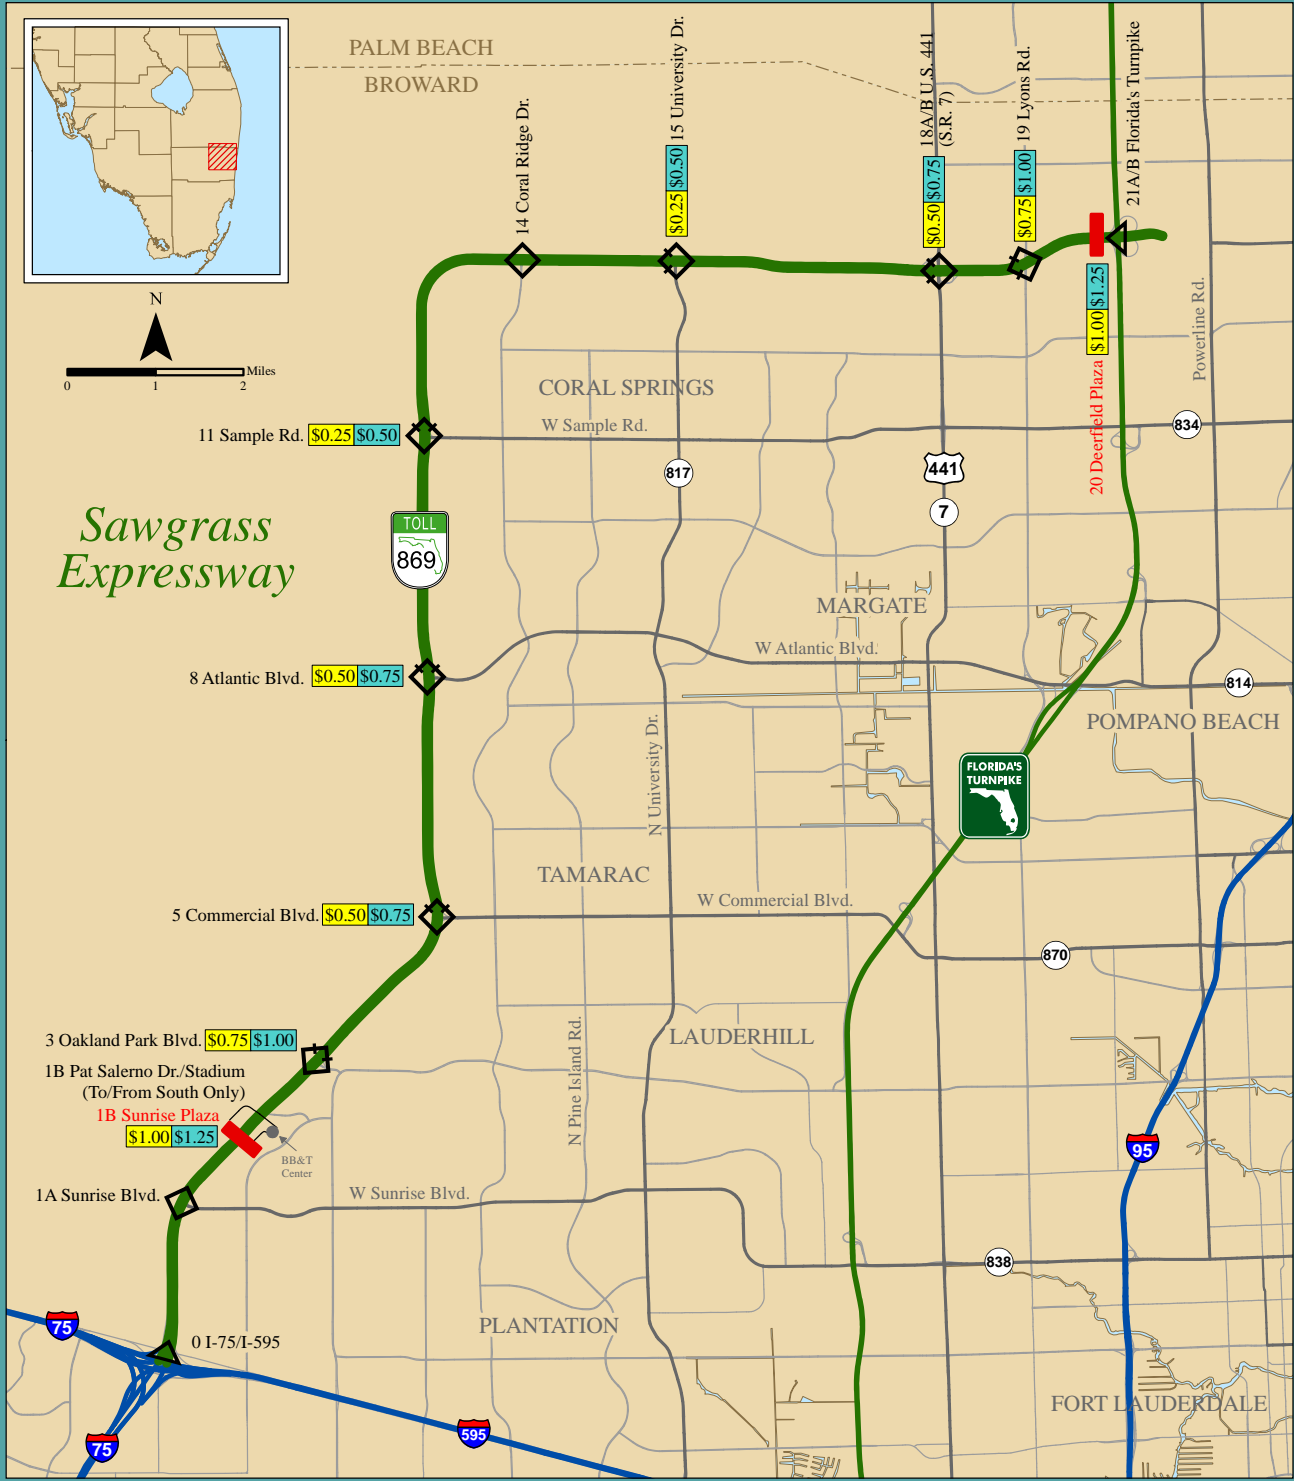 PALM BEACH
BROWARD
14 Coral Ridge Dr.
$0.25 $0.50 15 University Dr.
$0.50 $0.75 18A/B U.S. 441
(S.R. 7)
$0.75 $1.00 19 Lyons Rd.
21A/B Florida's Turnpike
20 Deerfield Plaza $1.00 $1.25
Powerline Rd.
N
0 1 2 Miles
CORAL SPRINGS
11 Sample Rd. $0.25 $0.50
W Sample Rd.
834
817
441
7
Sawgrass
Expressway
TOLL
869
MARGATE
W Atlantic Blvd.
8 Atlantic Blvd. $0.50 $0.75
814
POMPANO BEACH
N University Dr.
FLORIDA'S
TURNPIKE
TAMARAC
W Commercial Blvd.
5 Commercial Blvd. $0.50 $0.75
870
3 Oakland Park Blvd. $0.75 $1.00
LAUDERHILL
N Pine Island Rd.
1B Pat Salerno Dr./Stadium
(To/From South Only)
1B Sunrise Plaza
$1.00 $1.25
BB&T
Center
95
1A Sunrise Blvd.
W Sunrise Blvd.
838
75
0 I-75/I-595
PLANTATION
FORT LAUDERDALE
595
75